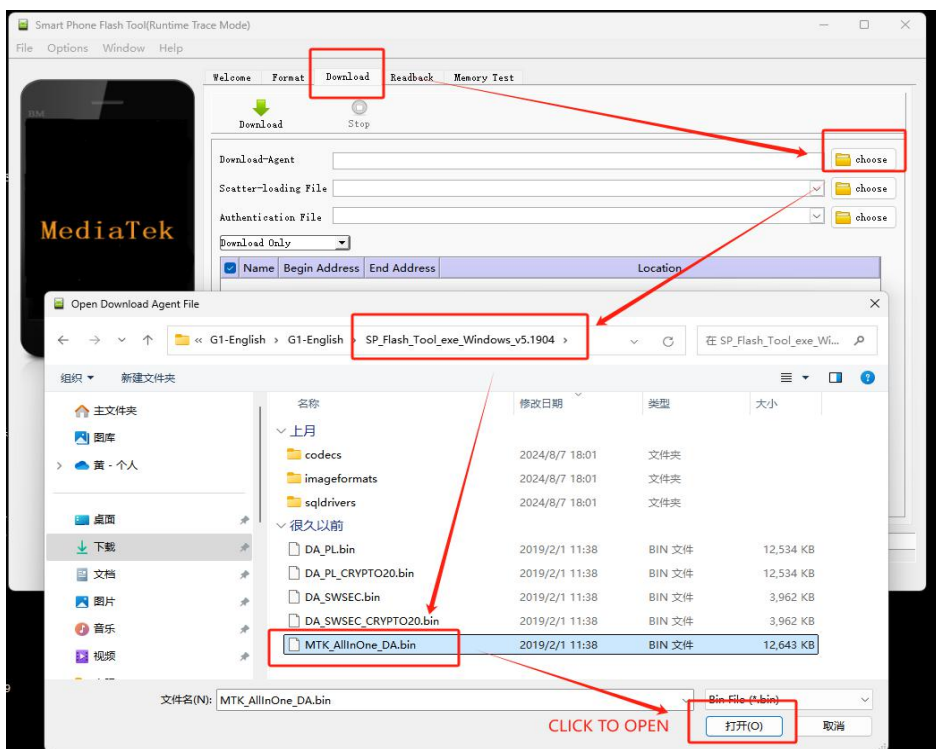 Smart Phone Flash Tool(Runtime Trace Mode)
File Options Window Help
Welcome Format Download Readback Memory Test
BM
Download Stop
Download-Agent choose
Scatter-loading File choose
Authentication File choose
MediaTek
Download Only
Name Begin Address End Address Location
Open Download Agent File
« G1-English › G1-English › SP_Flash_Tool_exe_Windows_v5.1904 › 在 SP_Flash_Tool_exe_Wi...
组织 新建文件夹
名称 修改日期 类型 大小
主文件夹
上月
图库
codecs 2024/8/7 18:01 文件夹
黄 - 个人
imageformats 2024/8/7 18:01 文件夹
sqldrivers 2024/8/7 18:01 文件夹
桌面
很久以前
下载
DA_PL.bin 2019/2/1 11:38 BIN 文件 12,534 KB
文档
DA_PL_CRYPTO20.bin 2019/2/1 11:38 BIN 文件 12,534 KB
图片
DA_SWSEC.bin 2019/2/1 11:38 BIN 文件 3,962 KB
音乐
DA_SWSEC_CRYPTO20.bin 2019/2/1 11:38 BIN 文件 3,962 KB
视频
MTK_AllInOne_DA.bin 2019/2/1 11:38 BIN 文件 12,643 KB
文件名(N): MTK_AllInOne_DA.bin Bin File (*.bin)
CLICK TO OPEN 打开(O) 取消